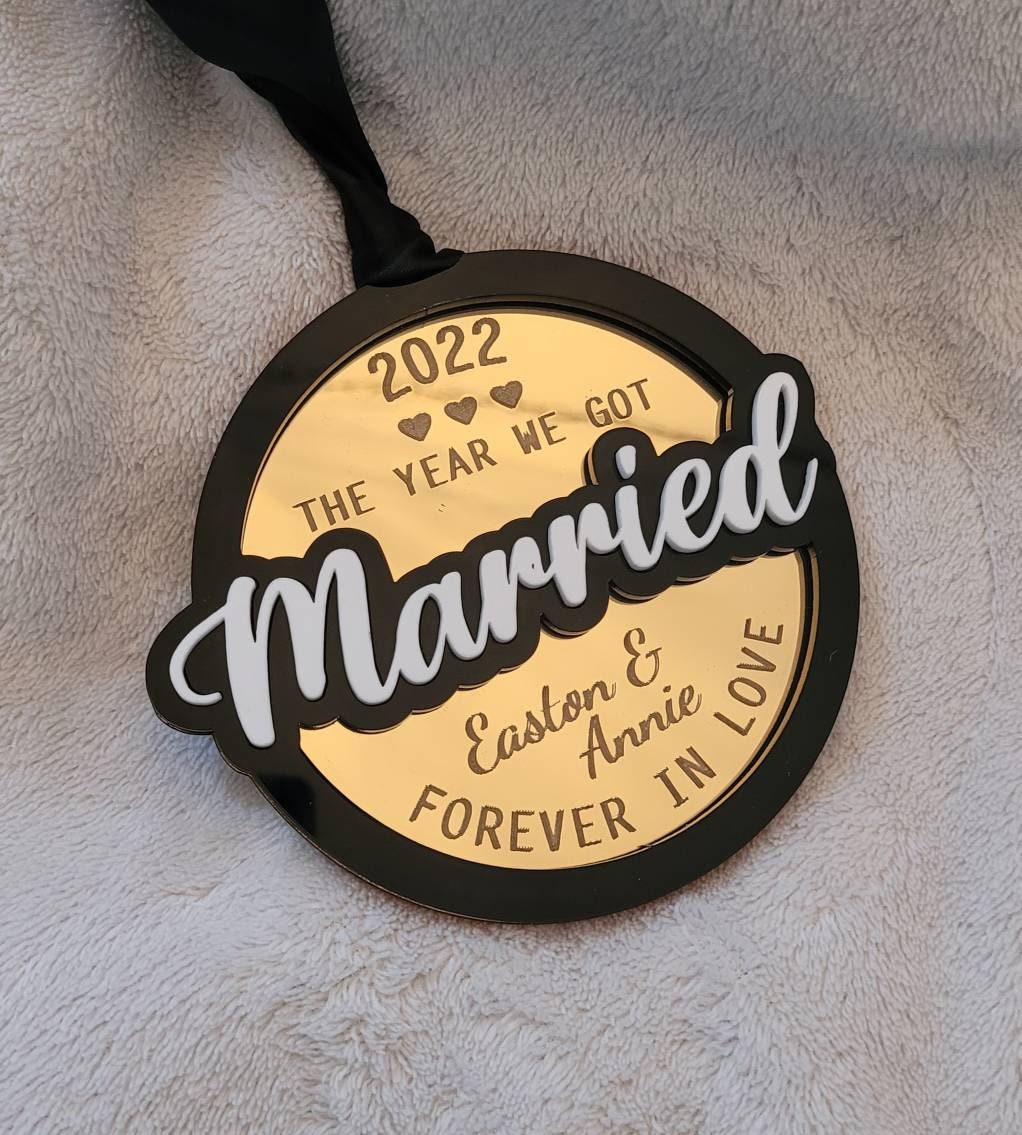 2022
THE YEAR WE GOT
Married
Easton &
Annie
FOREVER IN LOVE